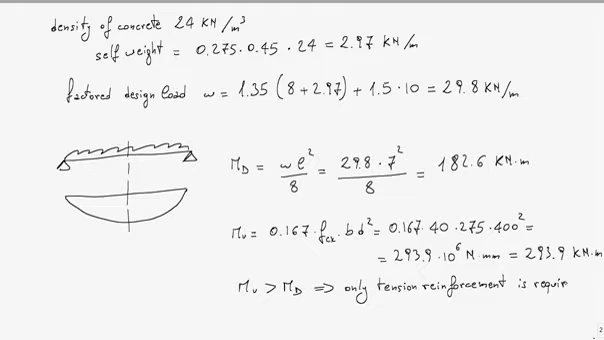 density of concrete 24 KN/m³
self weight = 0.275·0.45·24 = 2.97 KN/m
factored design load w = 1.35 (8+2.97) + 1.5·10 = 29.8 KN/m
M_D = wl²/8 = 29.8·7²/8 = 182.6 KN·m
M_u = 0.167·f_ck·bd² = 0.167·40·275·400² =
= 293.9·10⁶ N·mm = 293.9 KN·m
M_u > M_D ⇒ only tension reinforcement is requir
2